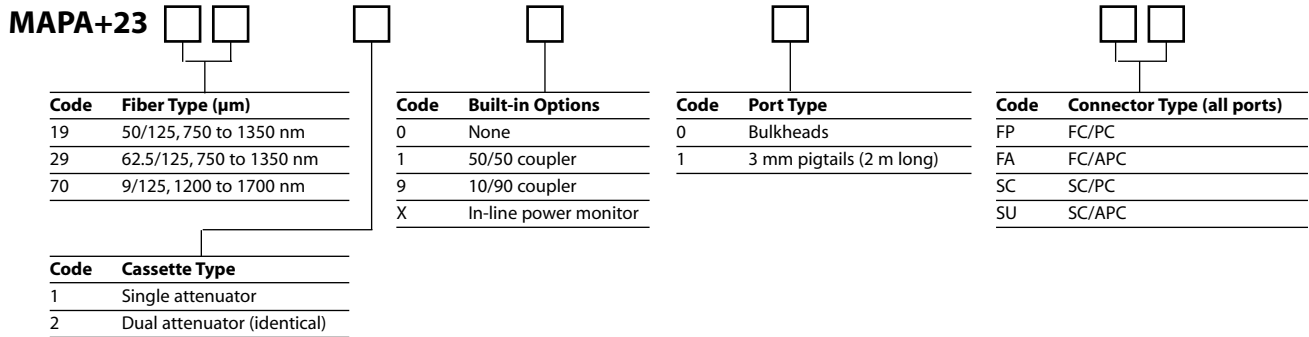 MAPA+23
Code Fiber Type (µm)
19 50/125, 750 to 1350 nm
29 62.5/125, 750 to 1350 nm
70 9/125, 1200 to 1700 nm
Code Cassette Type
1 Single attenuator
2 Dual attenuator (identical)
Code Built-in Options
0 None
1 50/50 coupler
9 10/90 coupler
X In-line power monitor
Code Port Type
0 Bulkheads
1 3 mm pigtails (2 m long)
Code Connector Type (all ports)
FP FC/PC
FA FC/APC
SC SC/PC
SU SC/APC